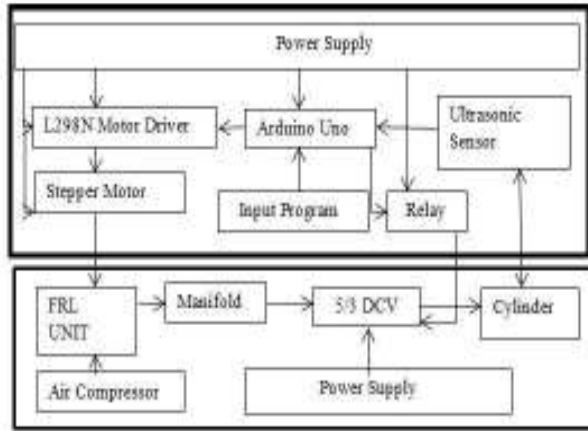 Power Supply
L298N Motor Driver
Arduino Uno
Ultrasonic
Sensor
Stepper Motor
Input Program
Relay
FRL
UNIT
Manifold
5/3 DCV
Cylinder
Air Compressor
Power Supply